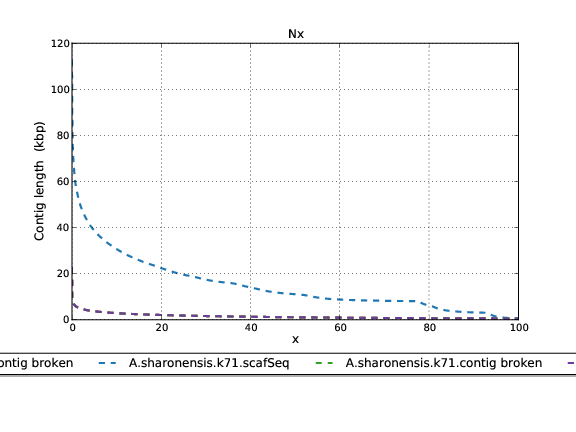 Nx
Contig length (kbp)
120
100
80
60
40
20
0
0 20 40 60 80 100
x
ontig broken A.sharonensis.k71.scafSeq A.sharonensis.k71.contig broken